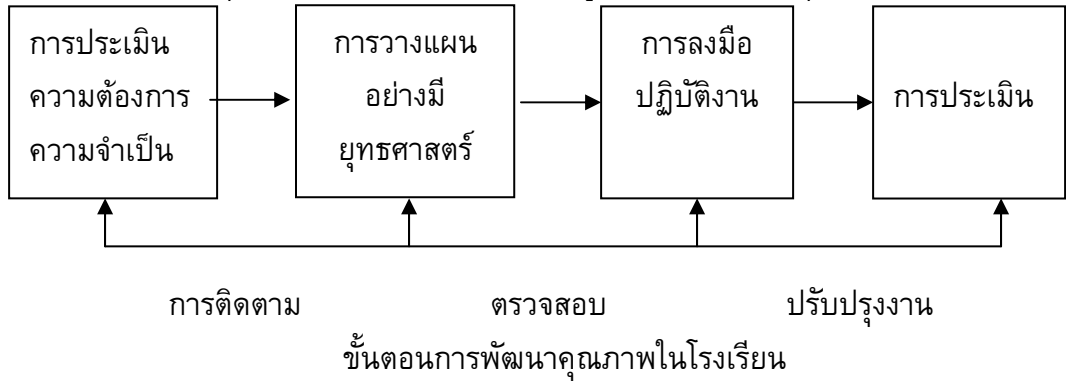 การประเมิน
ความต้องการ
ความจำเป็น
การวางแผน
อย่างมี
ยุทธศาสตร์
การลงมือ
ปฏิบัติงาน
การประเมิน
การติดตาม ตรวจสอบ ปรับปรุงงาน
ขั้นตอนการพัฒนาคุณภาพในโรงเรียน